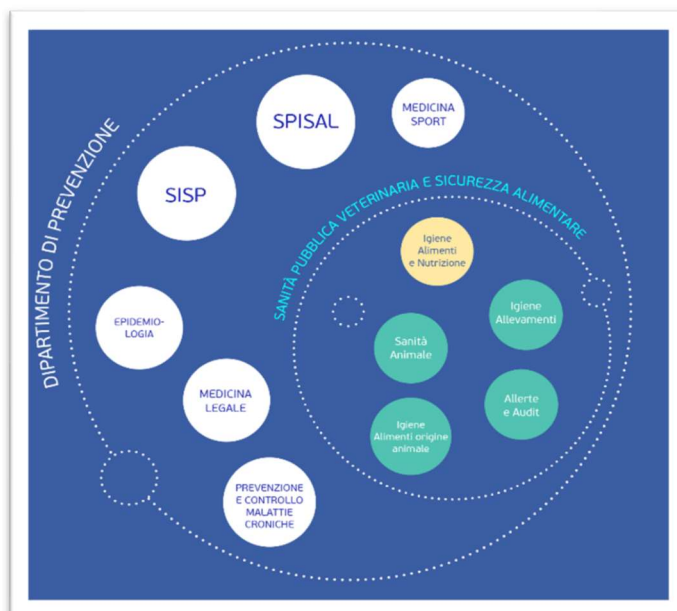 DIPARTIMENTO DI PREVENZIONE
SPISAL
MEDICINA
SPORT
SISP
SANITÀ PUBBLICA VETERINARIA E SICUREZZA ALIMENTARE
Igiene
Alimenti
e Nutrizione
Igiene
Allevamenti
EPIDEMIO-
LOGIA
Sanità
Animale
MEDICINA
LEGALE
Allerte
e Audit
Igiene
Alimenti origine
animale
PREVENZIONE
E CONTROLLO
MALATTIE
CRONICHE